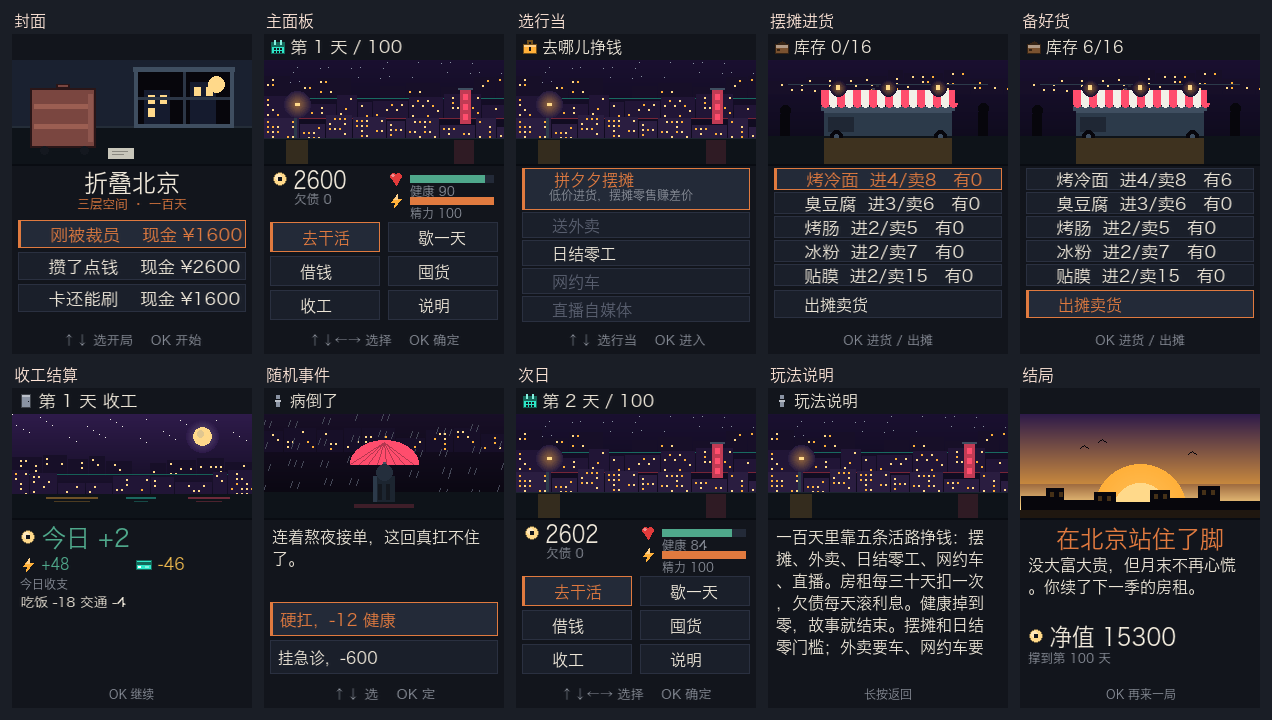 封面
折叠北京
三层空间 · 一百天
刚被裁员 现金 ¥1600
攒了点钱 现金 ¥2600
卡还能刷 现金 ¥1600
↑↓ 选开局 OK 开始
主面板
第 1 天 / 100
2600
欠债 0
健康 90
精力 100
去干活
歇一天
借钱
囤货
收工
说明
↑↓←→ 选择 OK 确定
选行当
去哪儿挣钱
拼夕夕摆摊
低价进货、摆摊零售赚差价
送外卖
日结零工
网约车
直播自媒体
↑↓ 选行当 OK 进入
摆摊进货
库存 0/16
烤冷面 进4/卖8 有0
臭豆腐 进3/卖6 有0
烤肠 进2/卖5 有0
冰粉 进2/卖7 有0
贴膜 进2/卖15 有0
出摊卖货
OK 进货 / 出摊
备好货
库存 6/16
烤冷面 进4/卖8 有6
臭豆腐 进3/卖6 有0
烤肠 进2/卖5 有0
冰粉 进2/卖7 有0
贴膜 进2/卖15 有0
出摊卖货
OK 进货 / 出摊
收工结算
第 1 天 收工
今日 +2
+48
-46
今日收支
吃饭 -18 交通 -4
OK 继续
随机事件
病倒了
连着熬夜接单，这回真扛不住
了。
硬扛，-12 健康
挂急诊，-600
↑↓ 选 OK 定
次日
第 2 天 / 100
2602
欠债 0
健康 84
精力 100
去干活
歇一天
借钱
囤货
收工
说明
↑↓←→ 选择 OK 确定
玩法说明
玩法说明
一百天里靠五条活路挣钱：摆
摊、外卖、日结零工、网约车
、直播。房租每三十天扣一次
，欠债每天滚利息。健康掉到
零，故事就结束。摆摊和日结
零门槛；外卖要车、网约车要
长按返回
结局
在北京站住了脚
没大富大贵，但月末不再心慌
。你续了下一季的房租。
净值 15300
撑到第 100 天
OK 再来一局